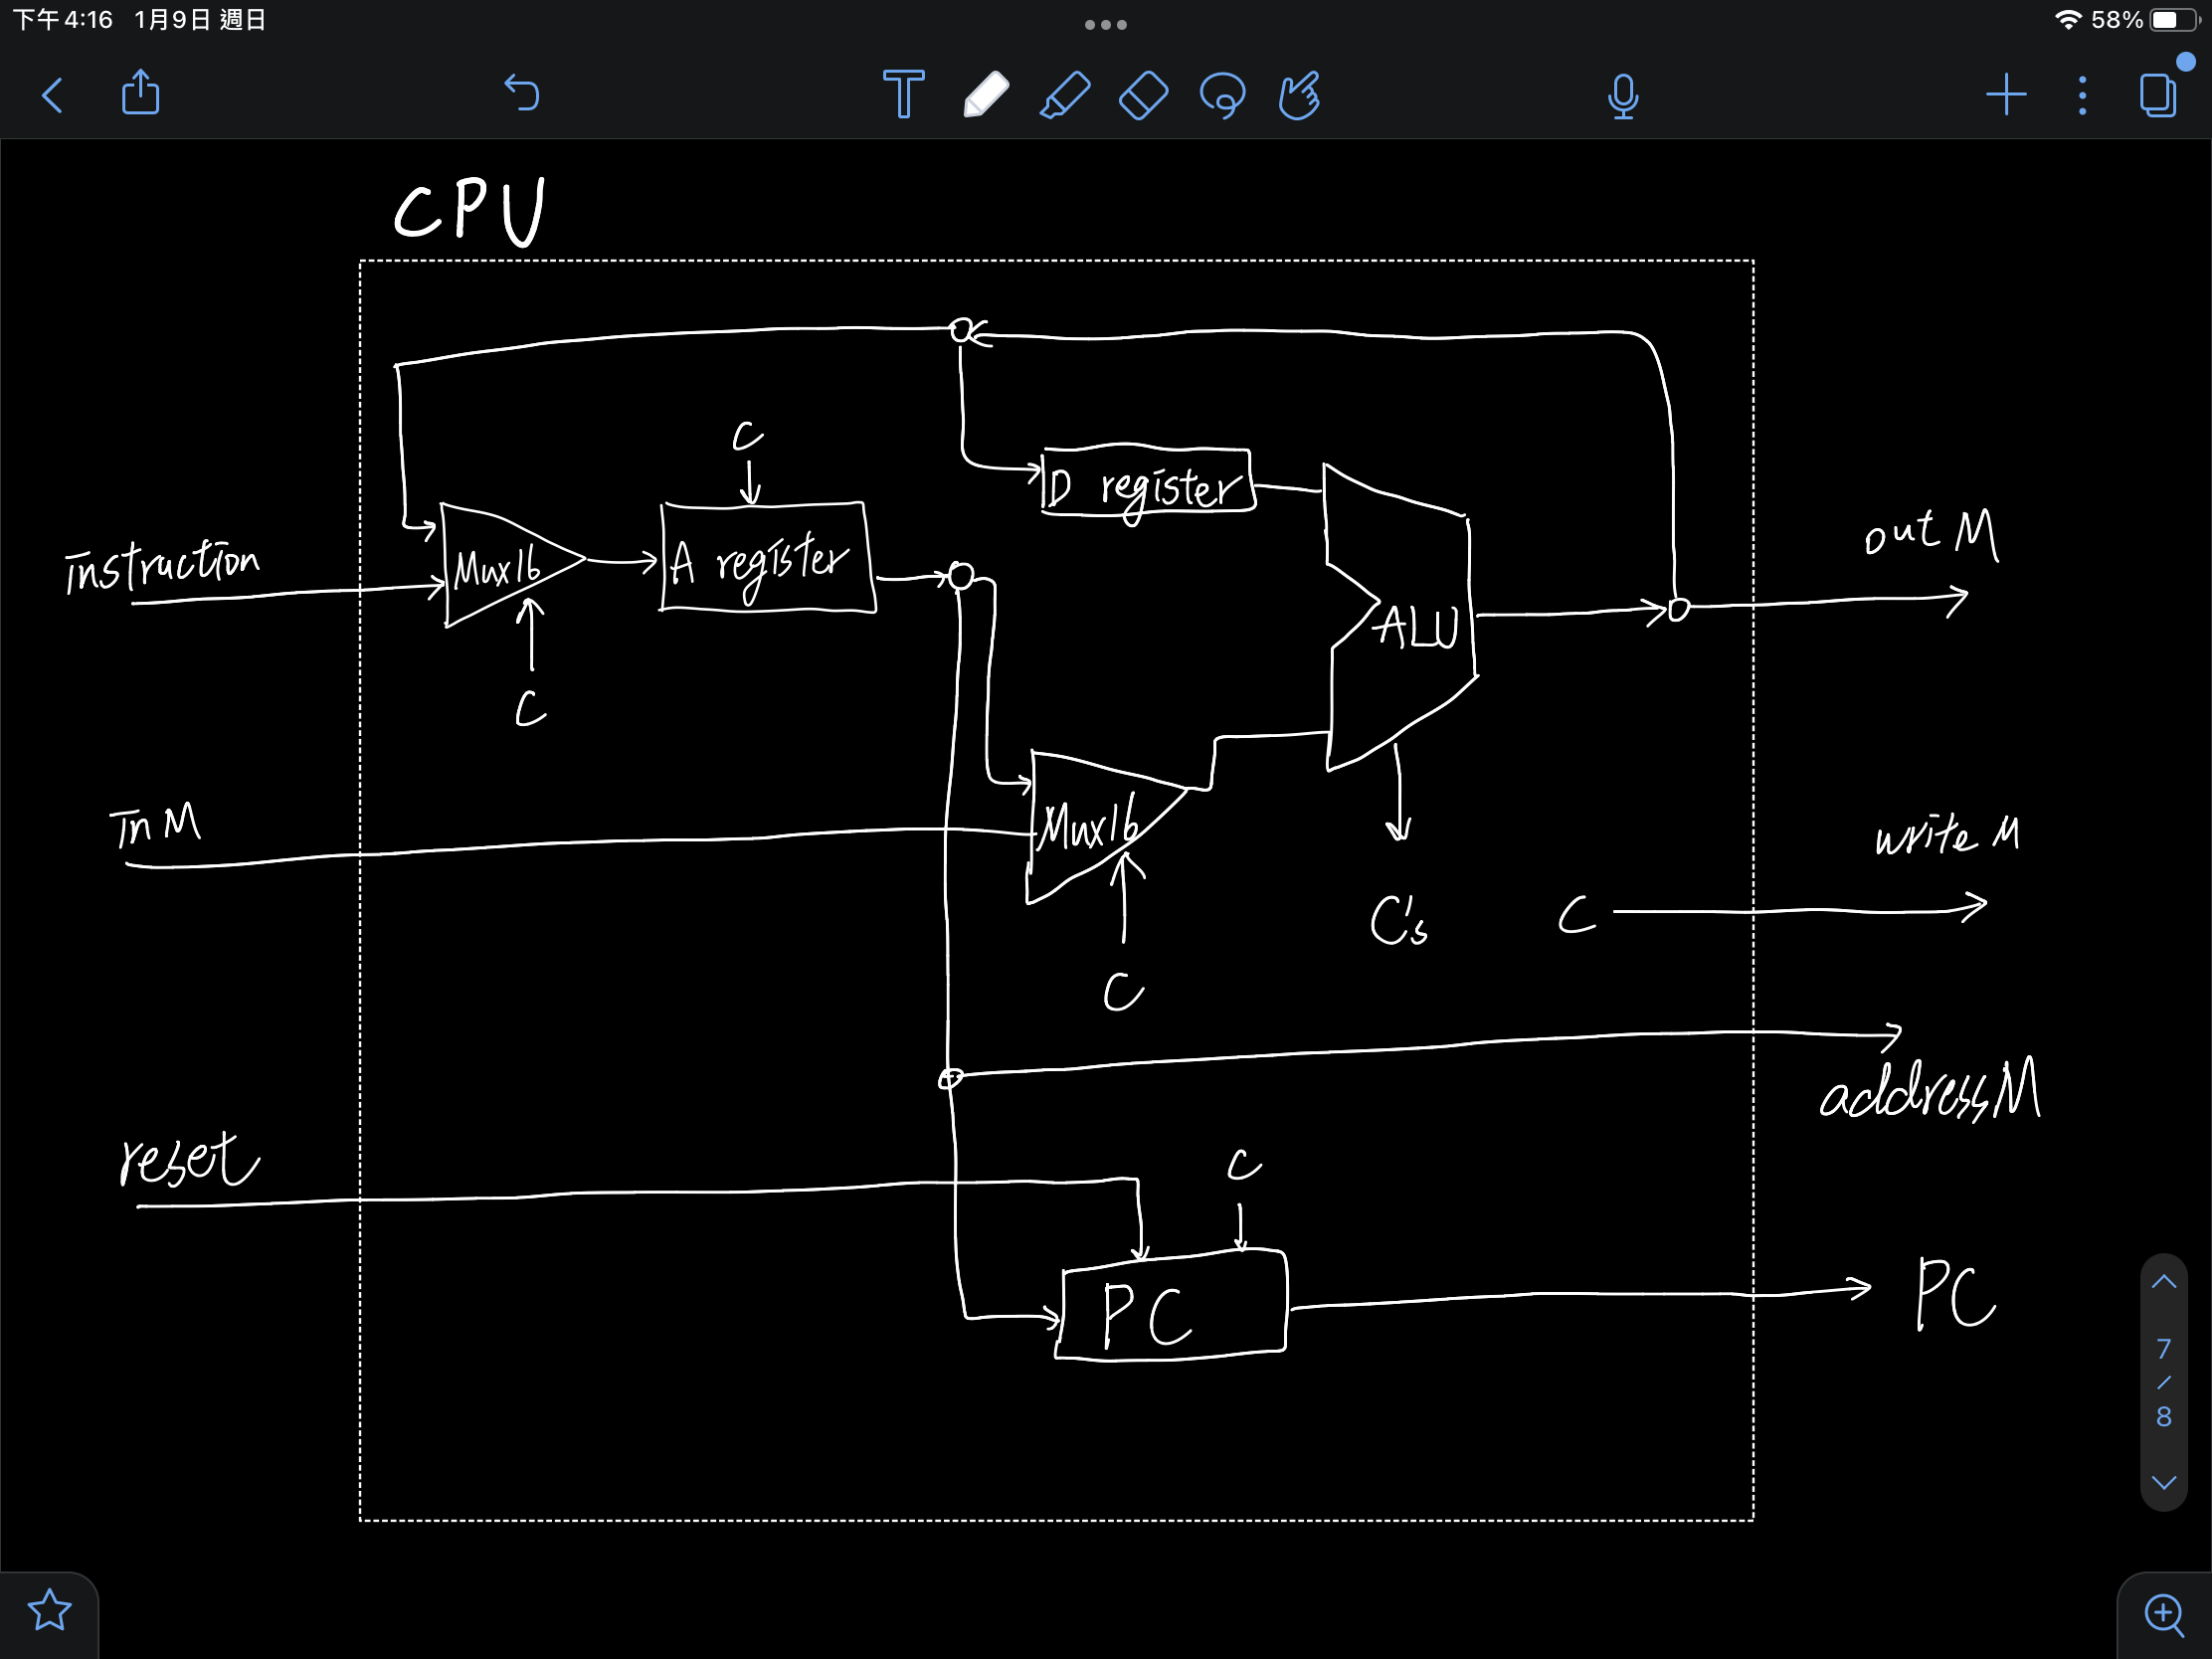 下午4:16 1月9日 週日
58%
CPU
C
D register
out M
instruction
Mux16
A register
ALU
C
in M
Mux16
write M
C's
C
C
addressM
reset
C
PC
PC
7
/
8